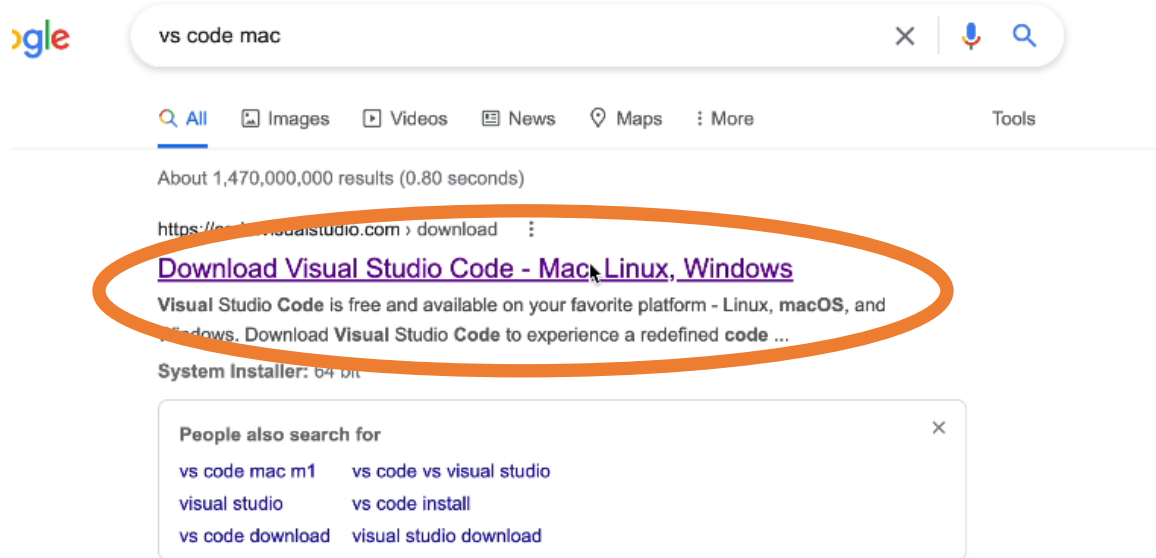 ogle
vs code mac
All Images Videos News Maps More Tools
About 1,470,000,000 results (0.80 seconds)
https://code.visualstudio.com › download
Download Visual Studio Code - Mac, Linux, Windows
Visual Studio Code is free and available on your favorite platform - Linux, macOS, and
Windows. Download Visual Studio Code to experience a redefined code ...
System Installer: 64 bit
People also search for
vs code mac m1 vs code vs visual studio
visual studio vs code install
vs code download visual studio download